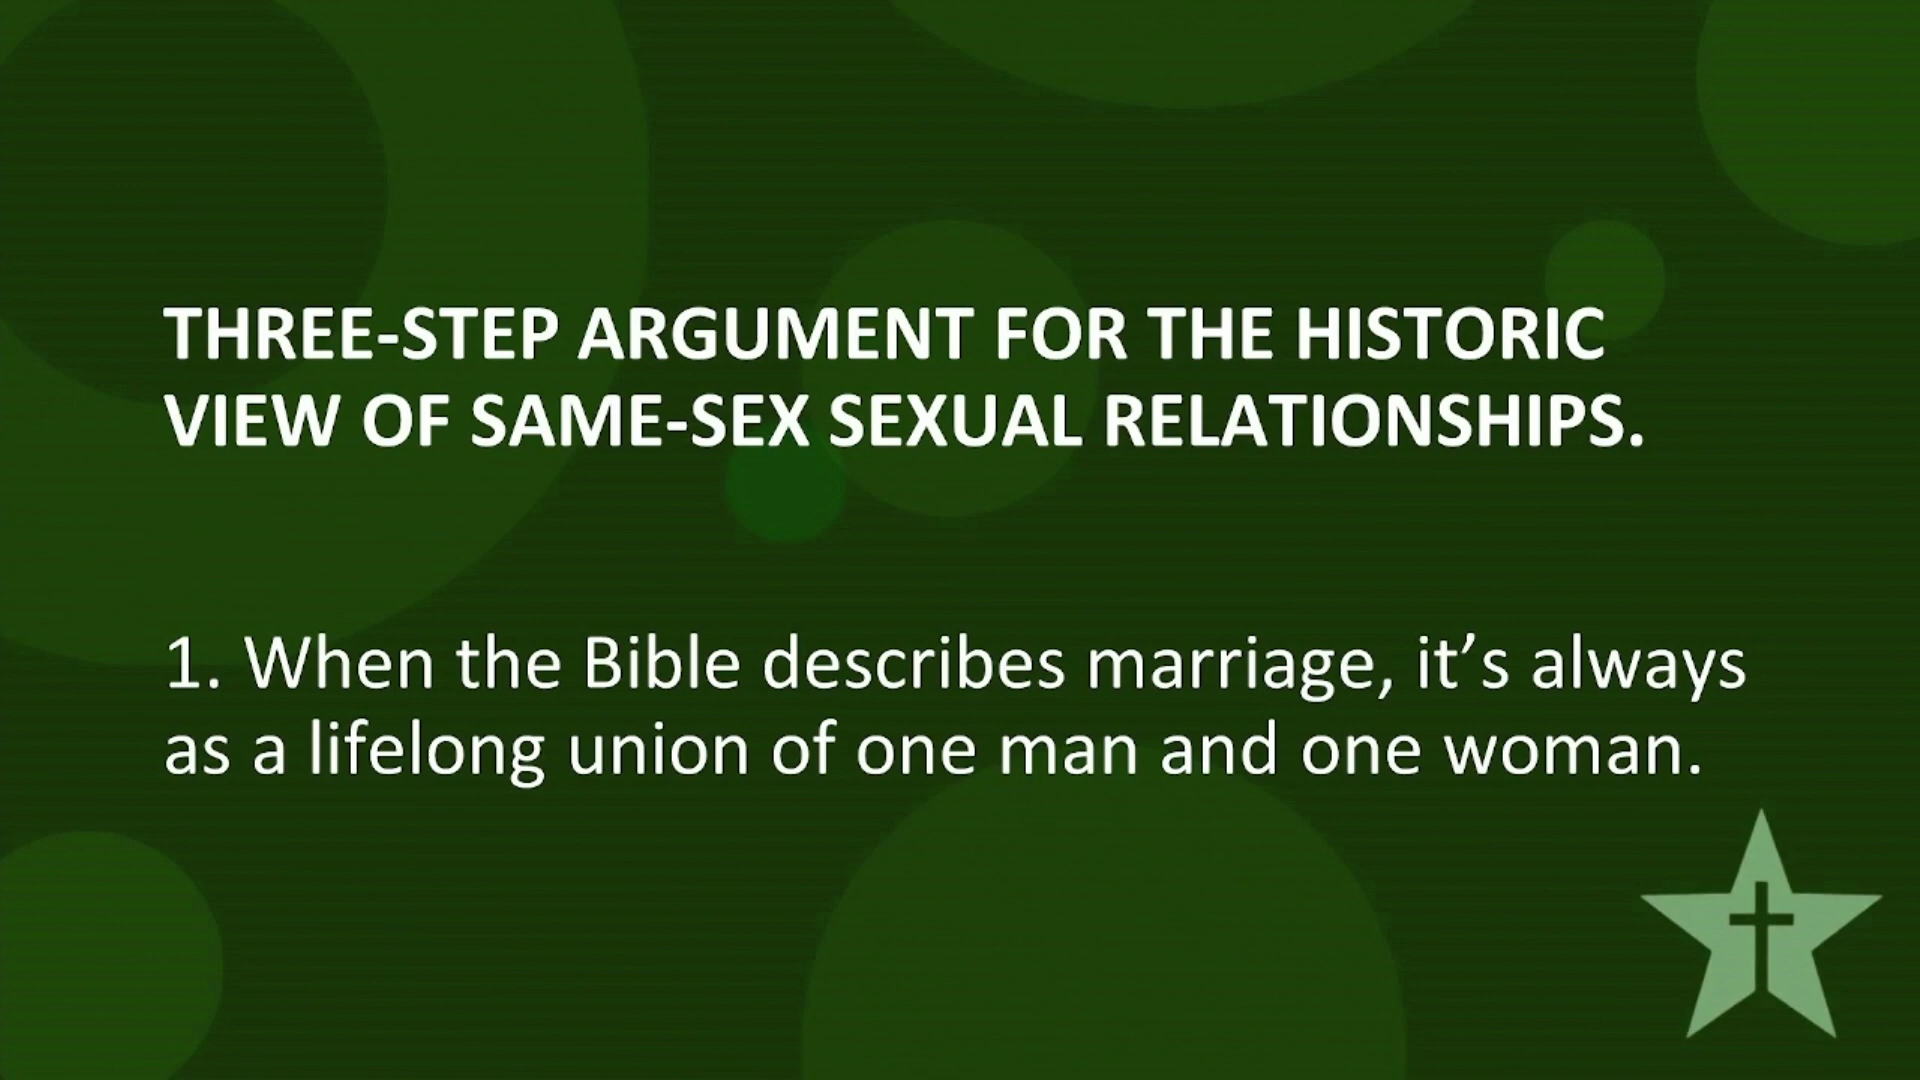 THREE-STEP ARGUMENT FOR THE HISTORIC
VIEW OF SAME-SEX SEXUAL RELATIONSHIPS.
1. When the Bible describes marriage, it’s always
as a lifelong union of one man and one woman.